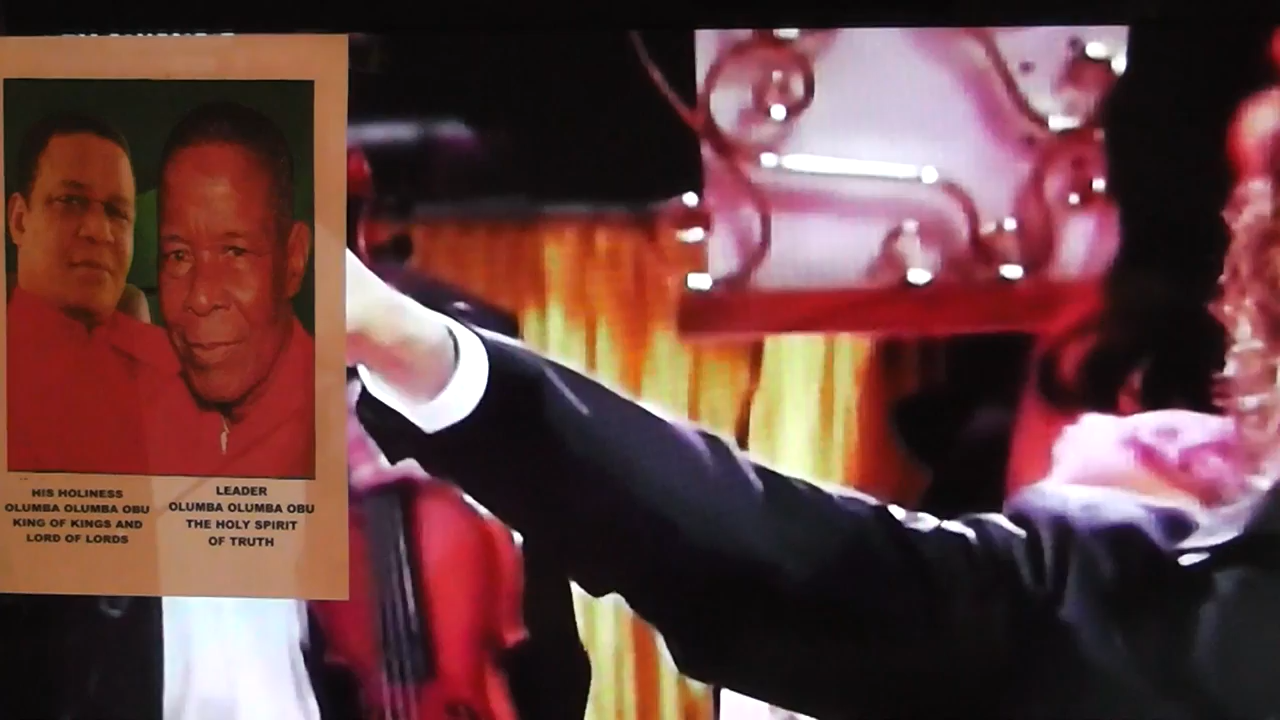 HIS HOLINESS
OLUMBA OLUMBA OBU
KING OF KINGS AND
LORD OF LORDS
LEADER
OLUMBA OLUMBA OBU
THE HOLY SPIRIT
OF TRUTH